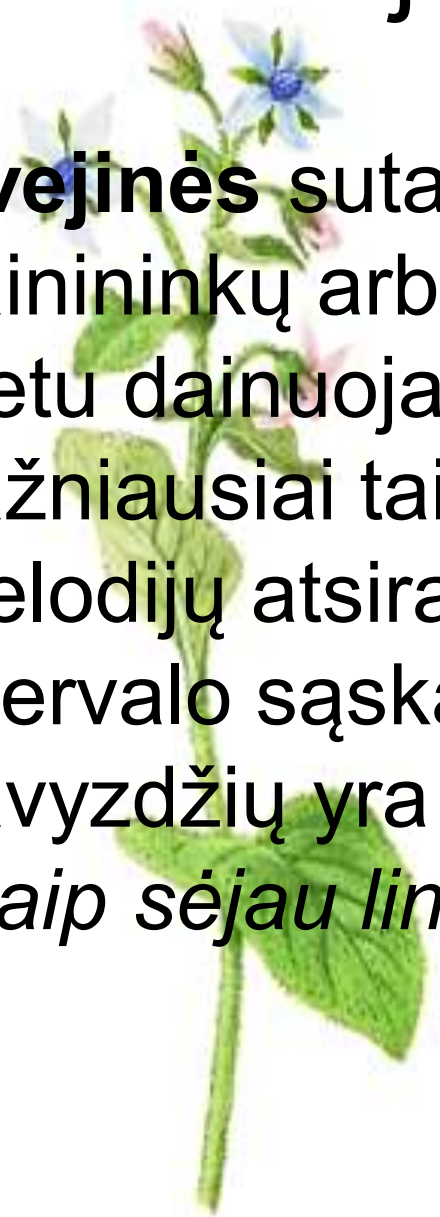 vejinės suta
inininkų arb
etu dainuoja
žniausiai tai
elodijų atsira
ervalo sąska
vyzdžių yra
aip sėjau lin